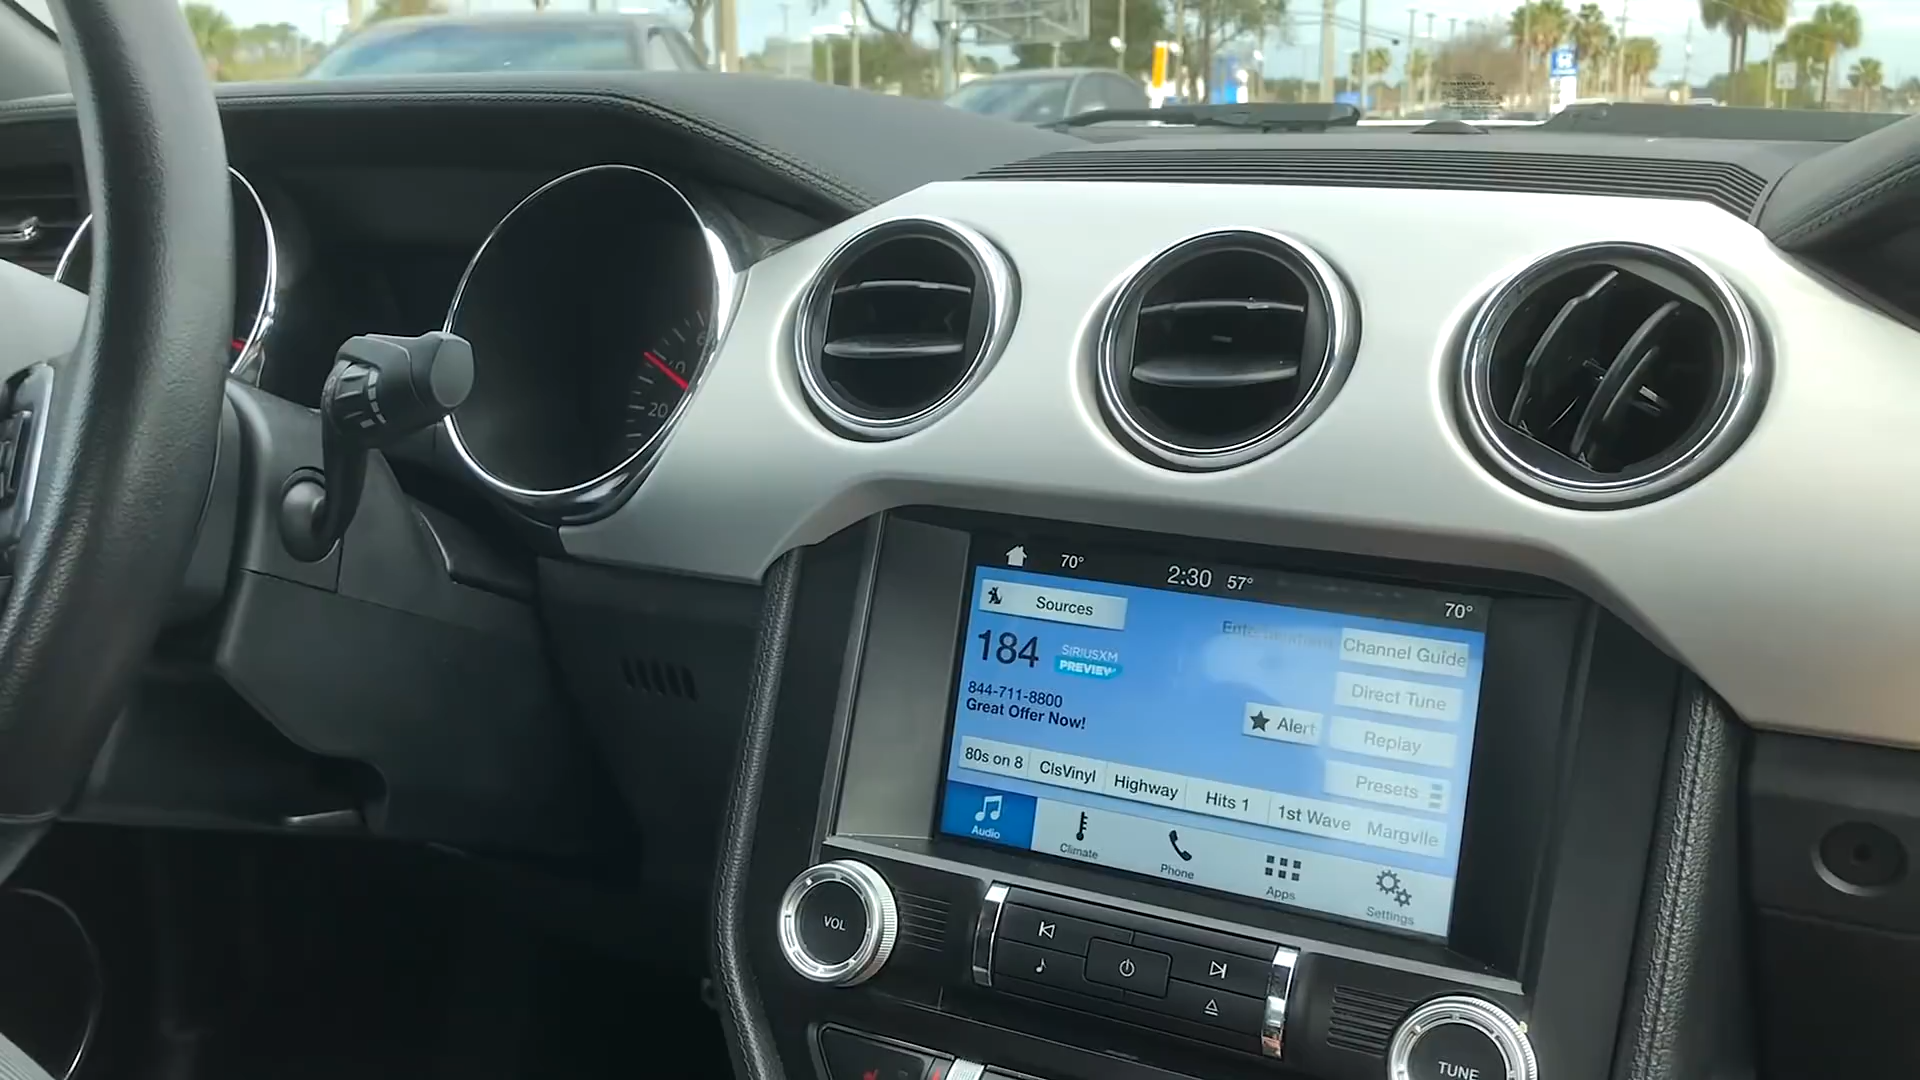 20
70°
2:30 57°
70°
Sources
184
SIRIUSXM
PREVIEW
844-711-8800
Great Offer Now!
Channel Guide
Direct Tune
Alert
Replay
Presets
80s on 8
ClsVinyl
Highway
Hits 1
1st Wave
Margvlle
Audio
Climate
Phone
Apps
Settings
VOL
TUNE